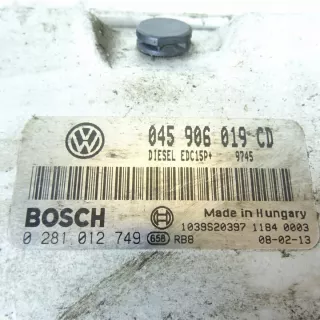 045 906 019 CD
DIESEL EDC15P+ 9745
BOSCH
Made in Hungary
1039S20397 1184 0003
0 281 012 749 658 RB8 08-02-13